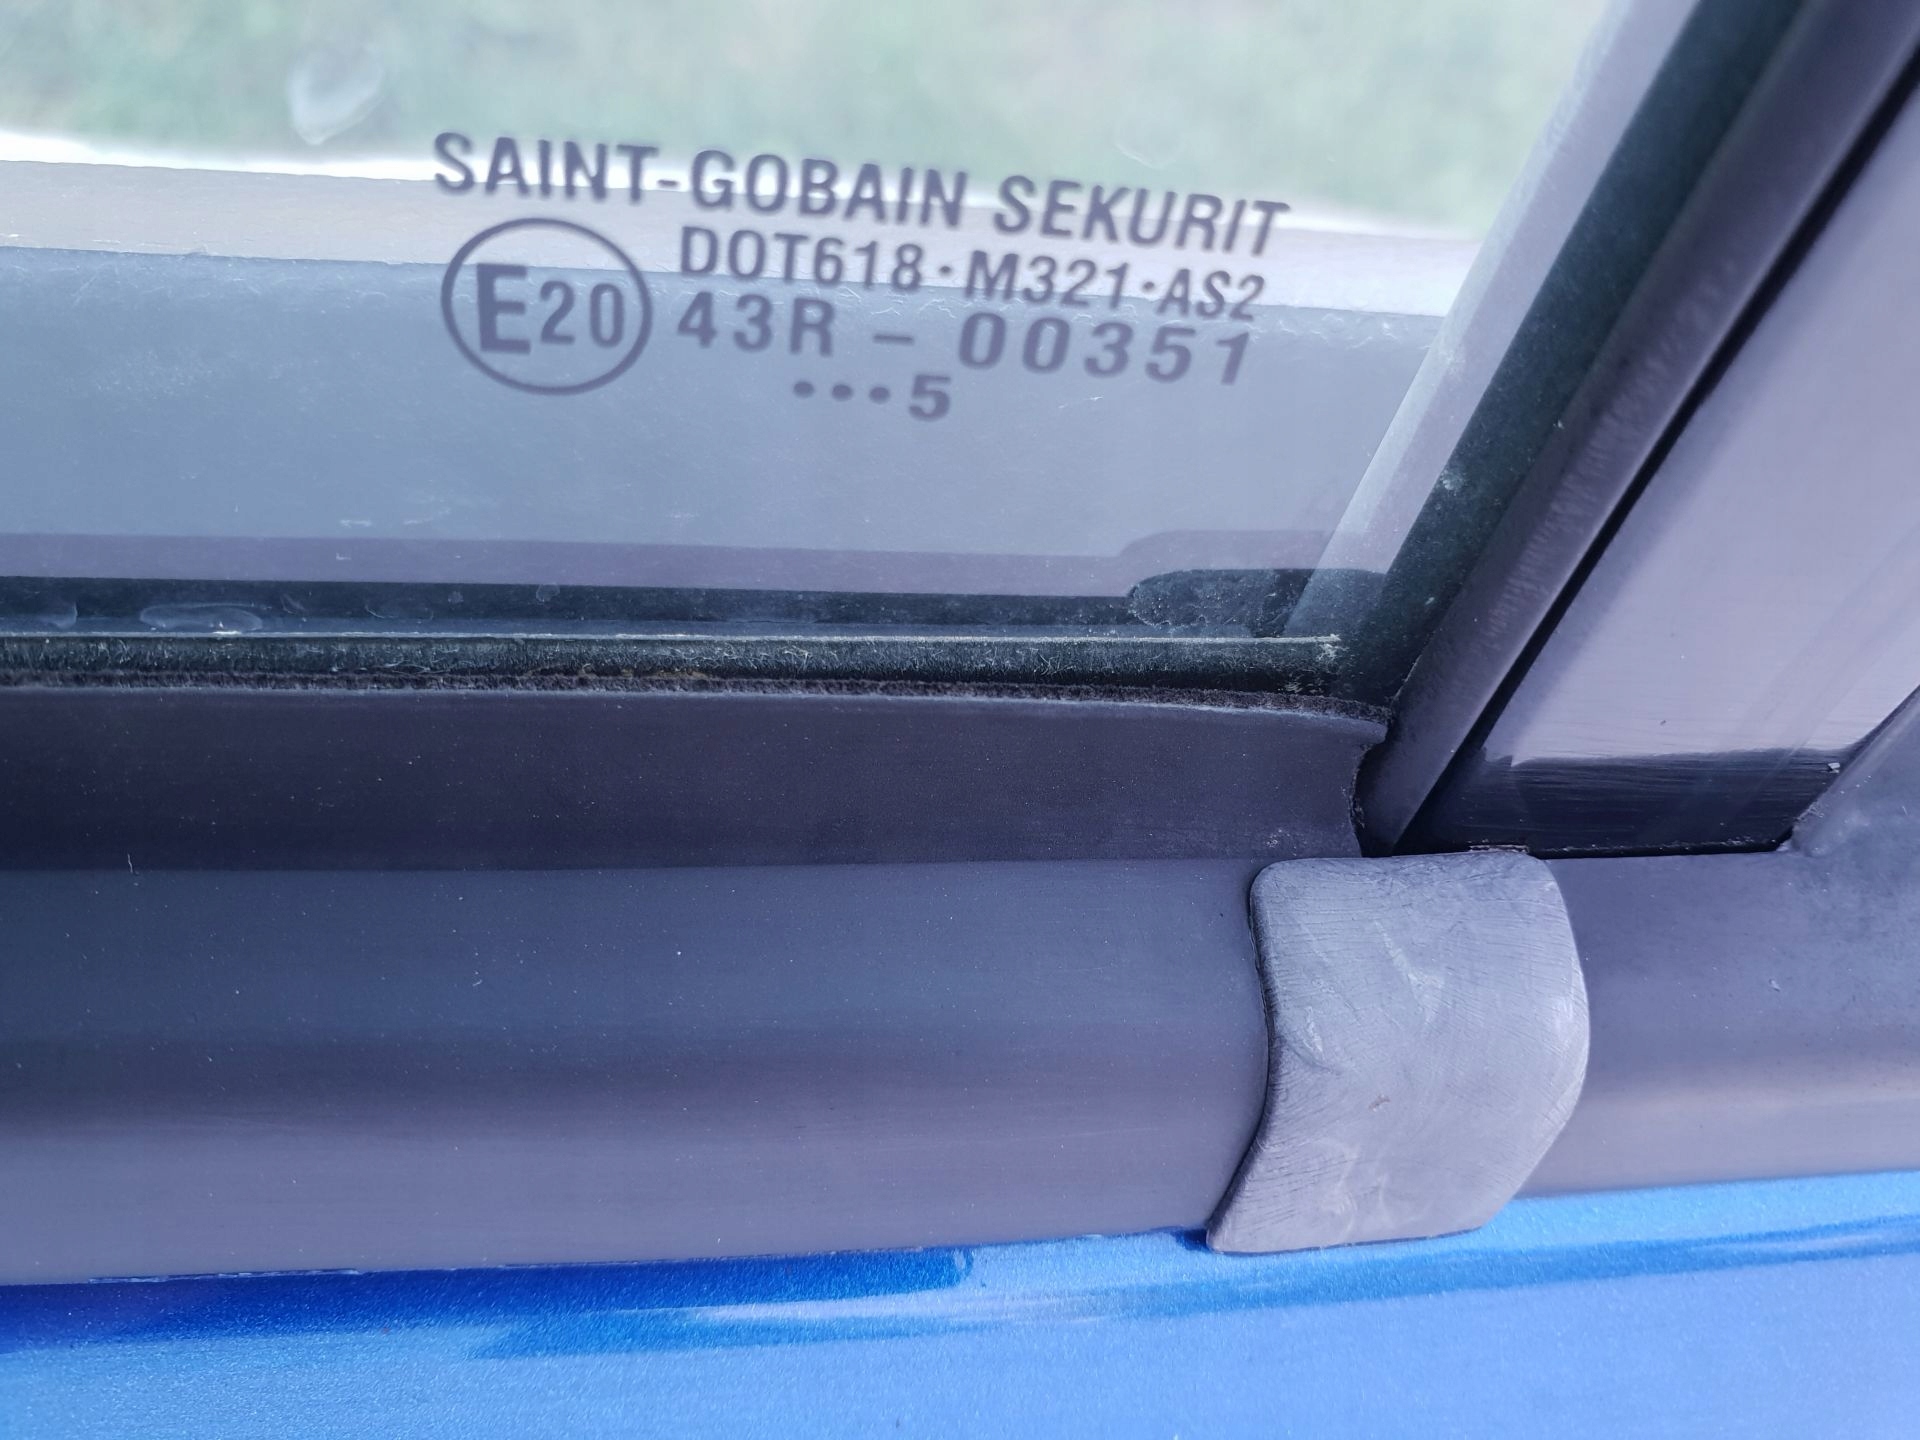 SAINT-GOBAIN SEKURIT
DOT618·M321·AS2
E20 43R - 00351
•••5